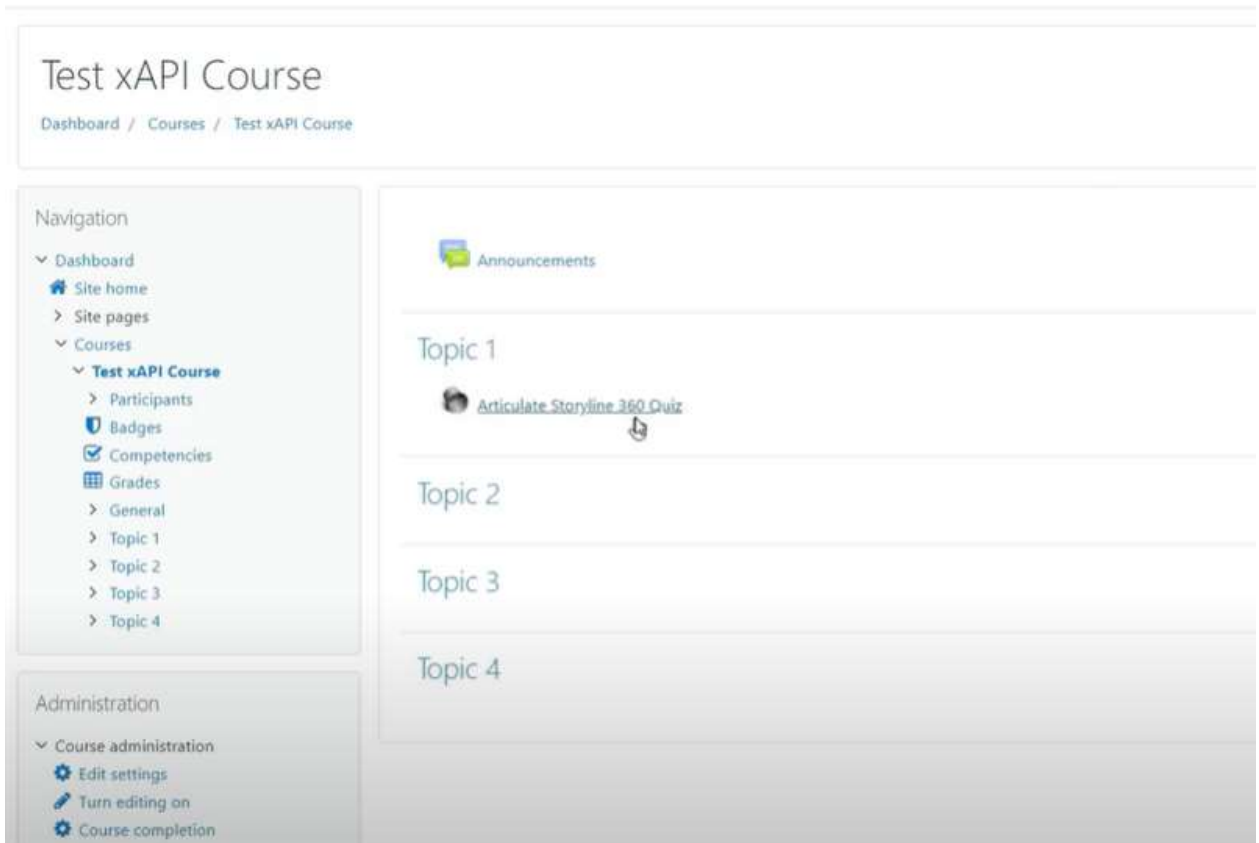 Test xAPI Course
Dashboard / Courses / Test xAPI Course
Navigation
Dashboard
Site home
Site pages
Courses
Test xAPI Course
Participants
Badges
Competencies
Grades
General
Topic 1
Topic 2
Topic 3
Topic 4
Administration
Course administration
Edit settings
Turn editing on
Course completion
Announcements
Topic 1
Articulate Storyline 360 Quiz
Topic 2
Topic 3
Topic 4